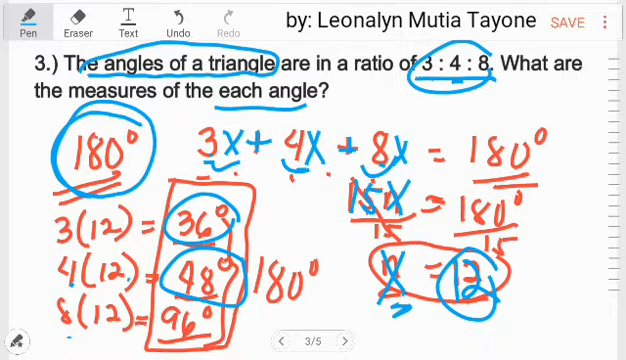 by: Leonalyn Mutia Tayone
SAVE
Pen Eraser Text Undo Redo
3.) The angles of a triangle are in a ratio of 3 : 4 : 8. What are
the measures of the each angle?
180° 3x + 4x + 8x = 180°
15x = 180°
15 15
x = 12
3(12) = 36°
4(12) = 48° 180°
8(12) = 96°
3/5